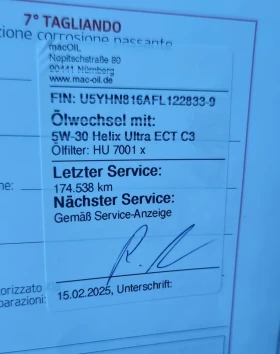 7° TAGLIANDO
zione corrosione passante
macOIL
Nopitschstraße 80
90441 Nürnberg
www.mac-oil.de
FIN: U5YHN816AFL122833-9
Ölwechsel mit:
5W-30 Helix Ultra ECT C3
Ölfilter: HU 7001 x
Letzter Service:
174.538 km
Nächster Service:
Gemäß Service-Anzeige
ne:
orizzato
parazioni:
15.02.2025, Unterschrift: